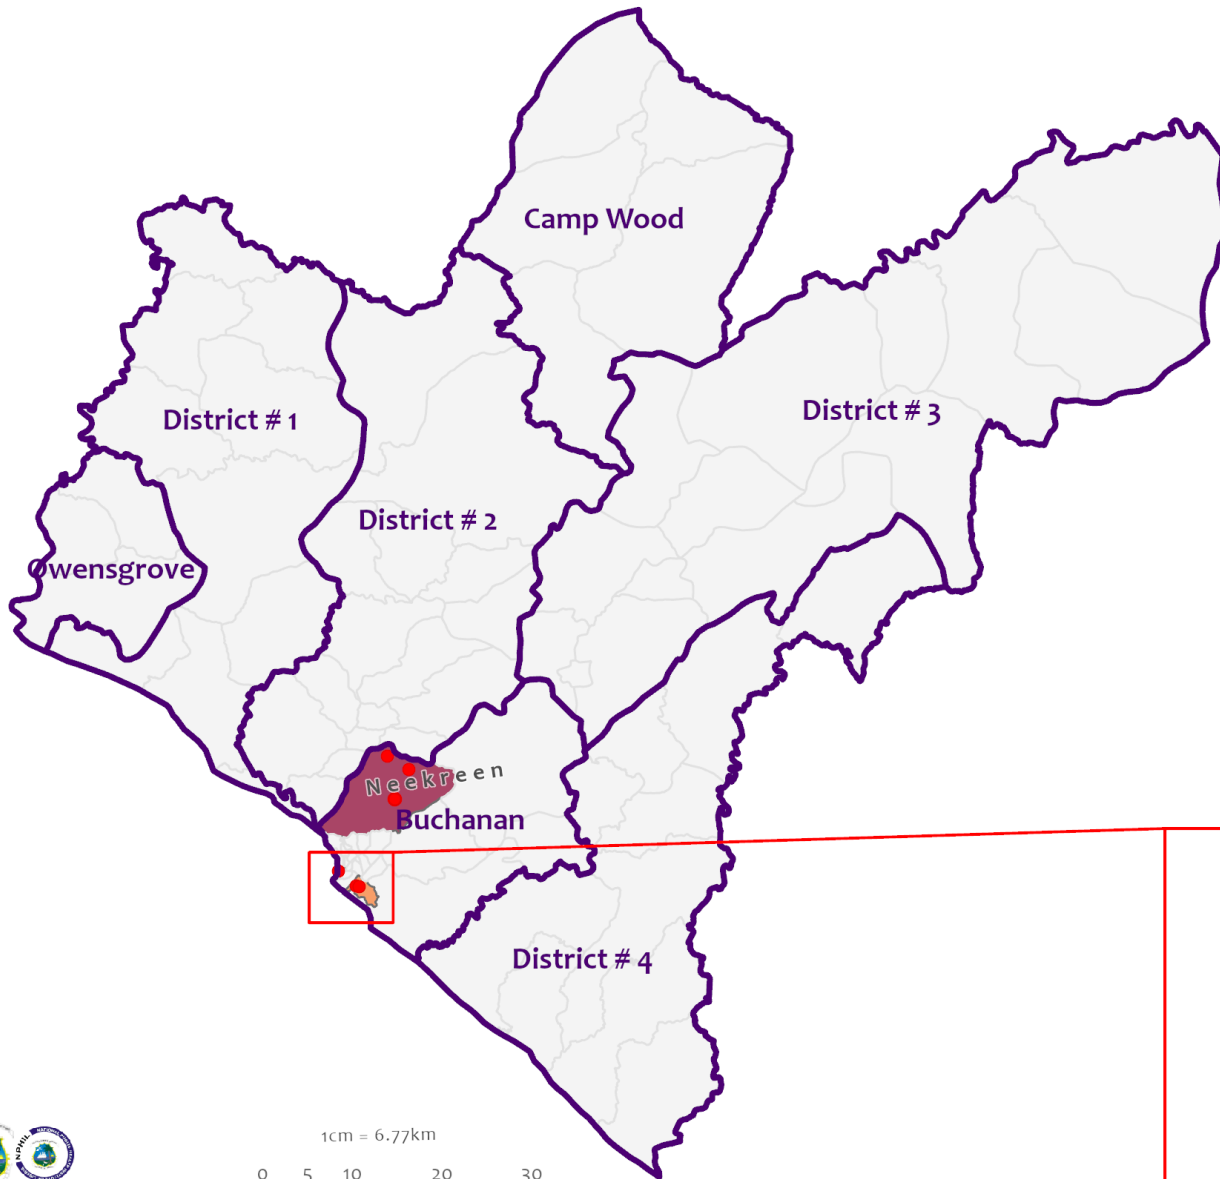 Camp Wood
District # 3
District # 1
District # 2
Owensgrove
Neekreen
Buchanan
District # 4
1cm = 6.77km
0 5 10 20 30
NPHIL